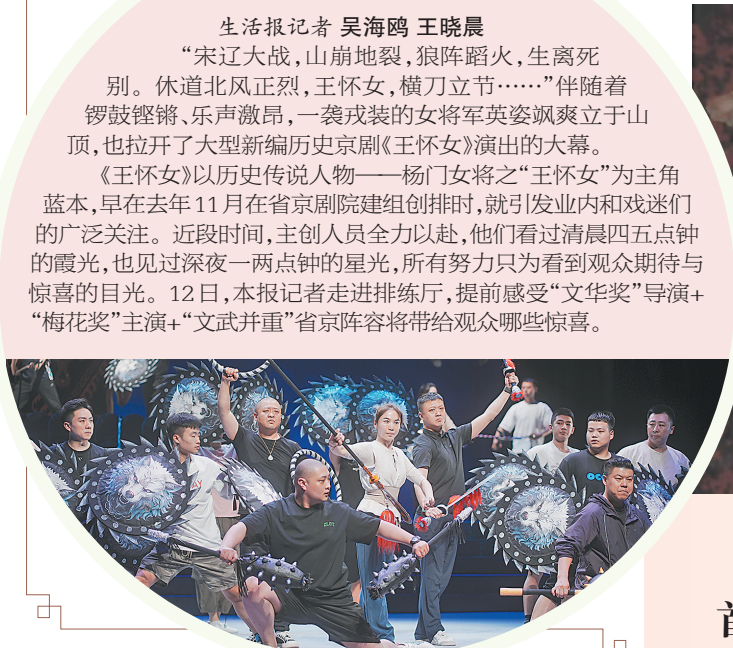 生活报记者 吴海鸥 王晓晨
“宋辽大战，山崩地裂，狼阵蹈火，生离死
别。休道北风正烈，王怀女，横刀立节……”伴随着
锣鼓铿锵、乐声激昂，一袭戎装的女将军英姿飒爽立于山
顶，也拉开了大型新编历史京剧《王怀女》演出的大幕。
《王怀女》以历史传说人物——杨门女将之“王怀女”为主角
蓝本，早在去年11月在省京剧院建组创排时，就引发业内和戏迷们
的广泛关注。近段时间，主创人员全力以赴，他们看过清晨四五点钟
的霞光，也见过深夜一两点钟的星光，所有努力只为看到观众期待与
惊喜的目光。12日，本报记者走进排练厅，提前感受“文华奖”导演+
“梅花奖”主演+“文武并重”省京阵容将带给观众哪些惊喜。